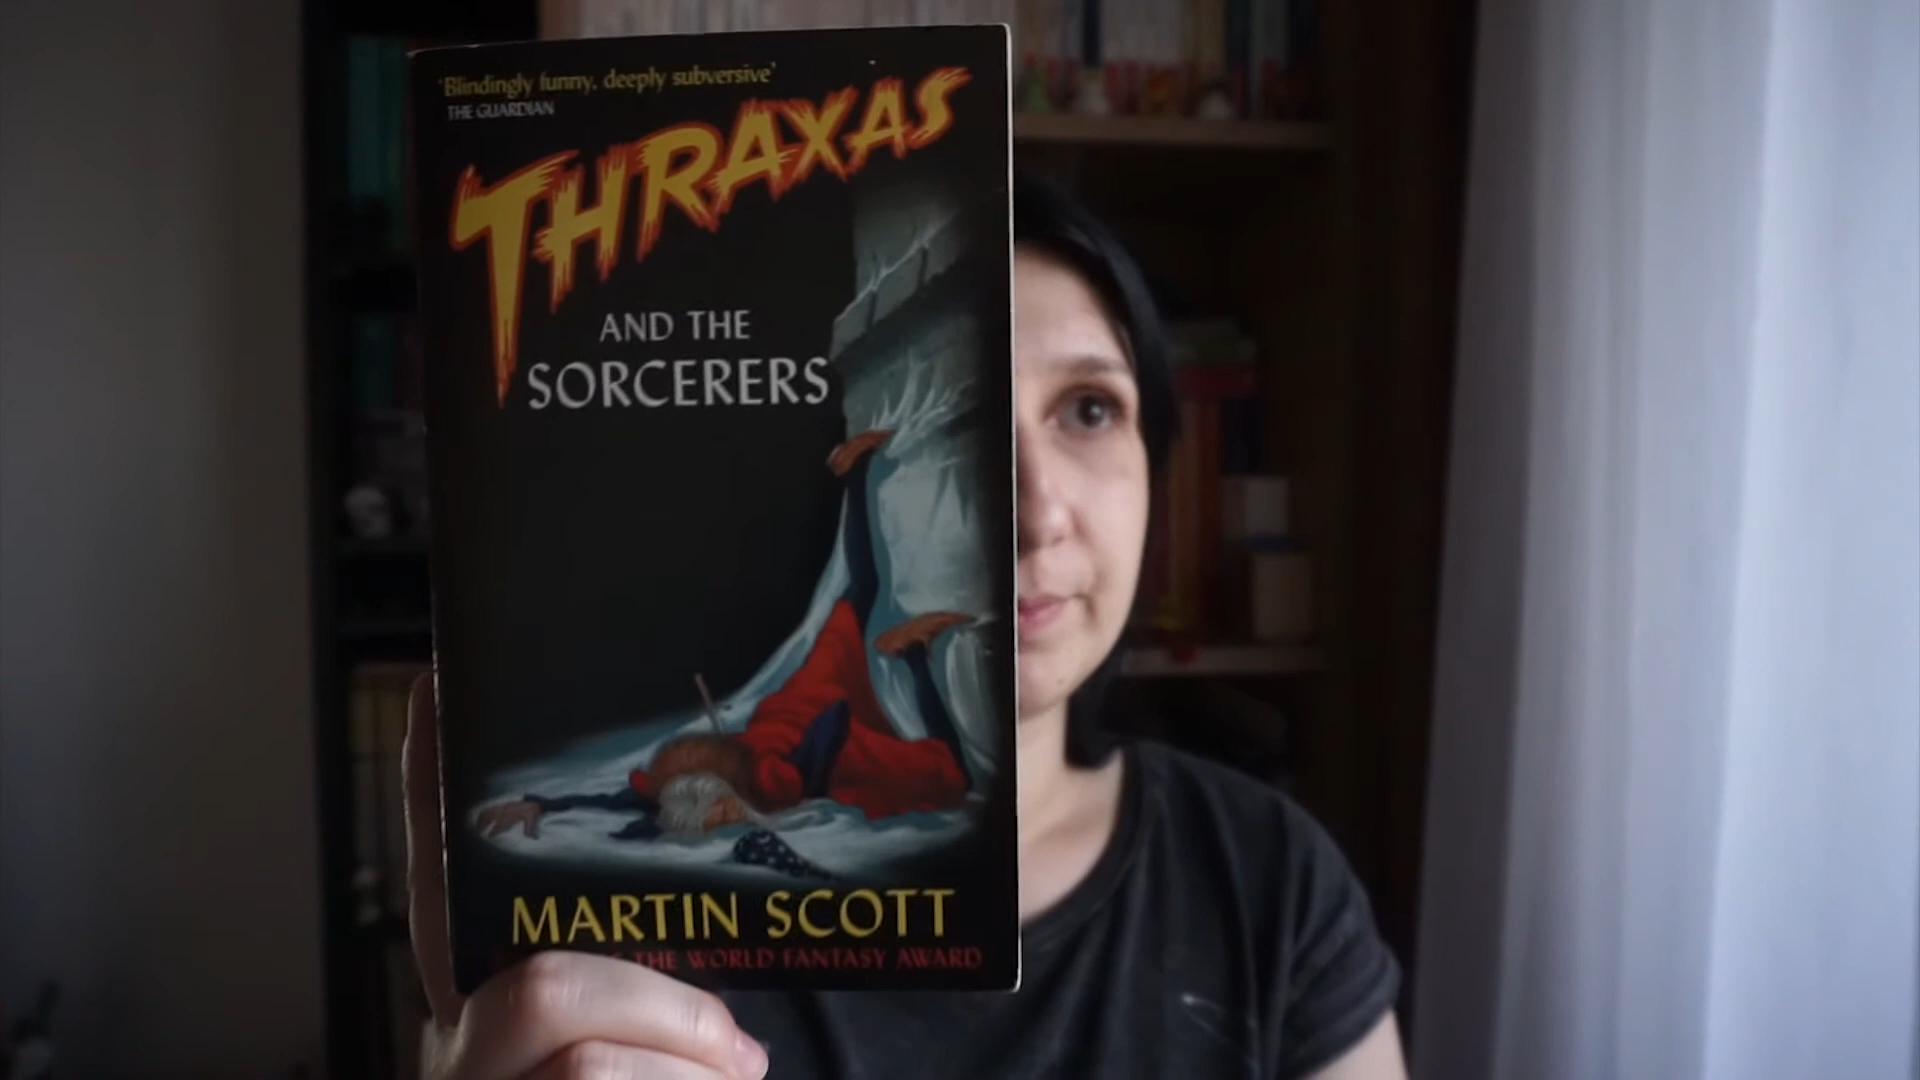 'Blindingly funny, deeply subversive'
THE GUARDIAN
THRAXAS
AND THE
SORCERERS
MARTIN SCOTT
THE WORLD FANTASY AWARD